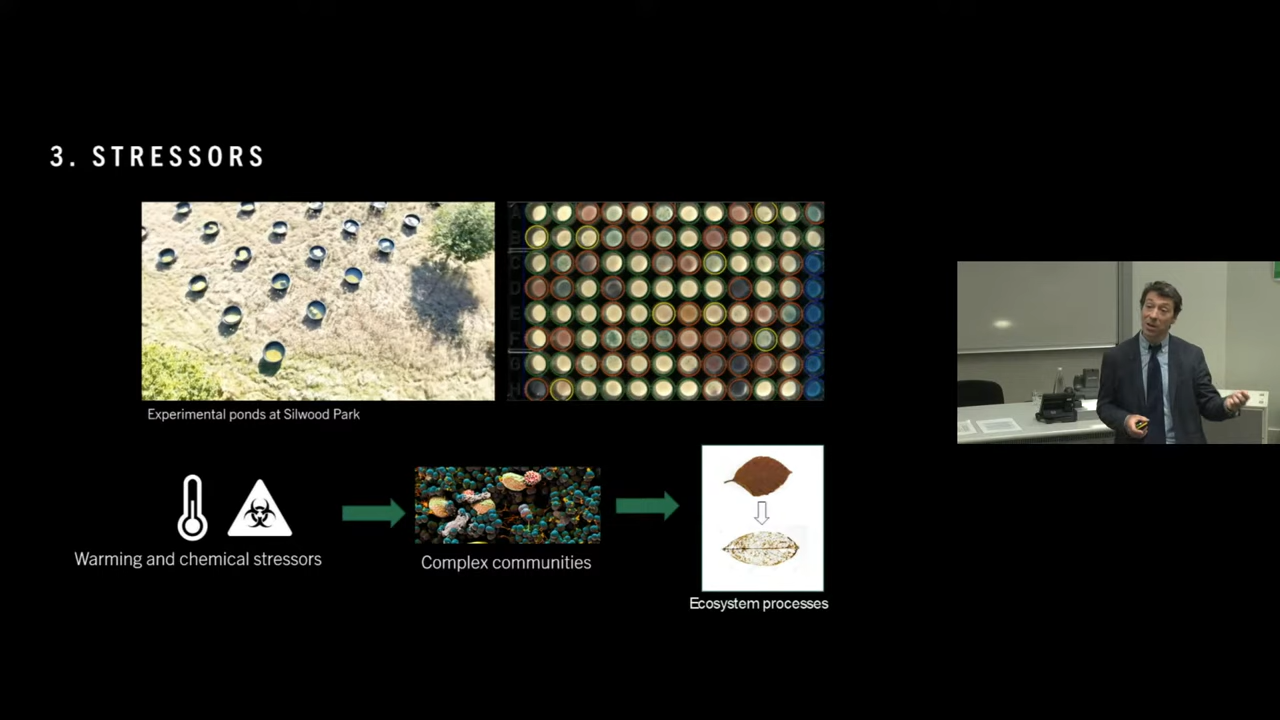 3. STRESSORS
A
B
C
D
E
F
G
H
Experimental ponds at Silwood Park
Warming and chemical stressors
Complex communities
Ecosystem processes